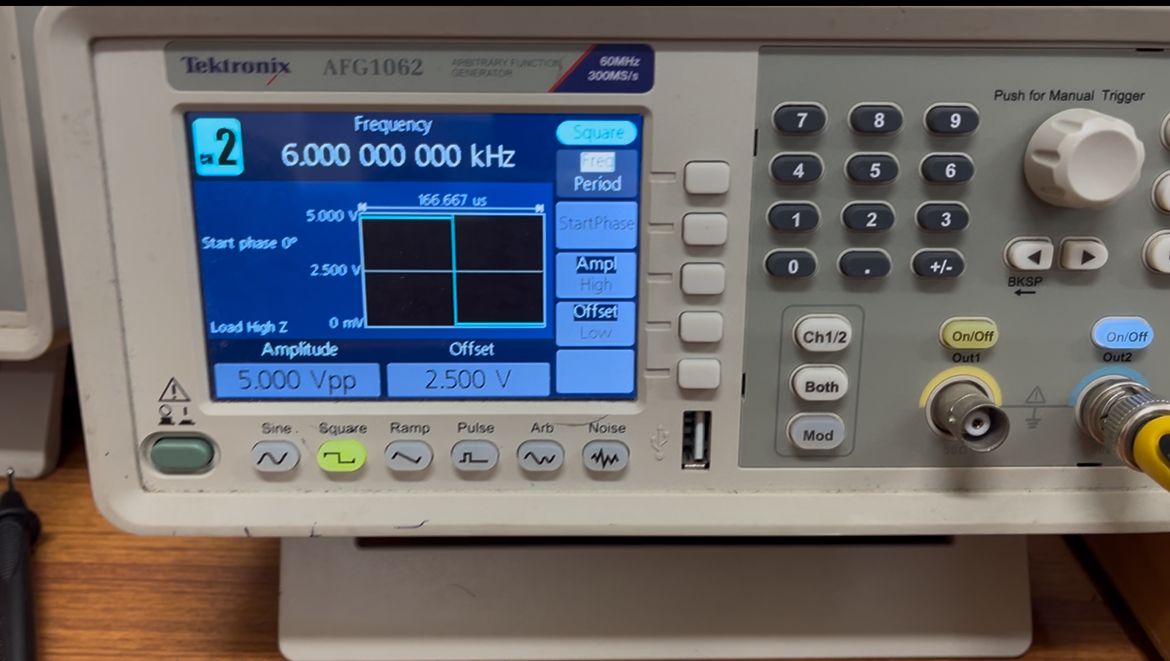 Tektronix AFG1062 ARBITRARY FUNCTION GENERATOR
60MHz
300MS/s
2
Frequency
6.000 000 000 kHz
Square
Freq
Period
StartPhase
Ampl
High
Offset
Low
166.667 us
5.000 V
Start phase 0°
2.500 V
Load High Z
0 mV
Amplitude
Offset
5.000 Vpp
2.500 V
Sine
Square
Ramp
Pulse
Arb
Noise
Push for Manual Trigger
7 8 9
4 5 6
1 2 3
0 . +/-
BKSP
Ch1/2
Both
Mod
On/Off
Out1
On/Off
Out2